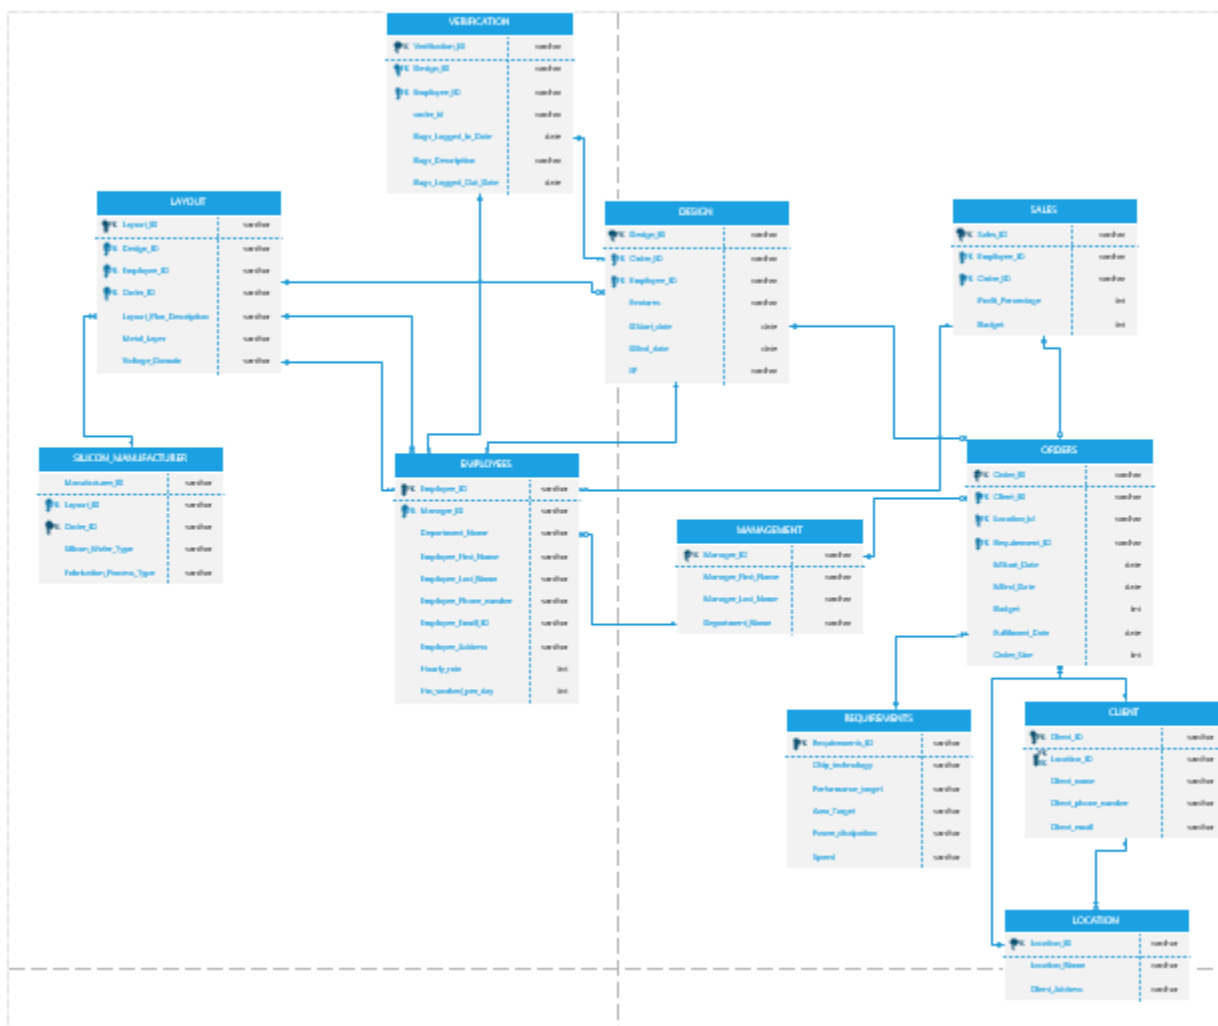 VERIFICATION
PK Verification_ID varchar
FK Design_ID varchar
FK Employee_ID varchar
order_id varchar
Bugs_Logged_In_Date date
Bugs_Description varchar
Bugs_Logged_Out_Date date
LAYOUT
PK Layout_ID varchar
FK Design_ID varchar
FK Employee_ID varchar
FK Order_ID varchar
Layout_Plan_Description varchar
Metal_Layer varchar
Voltage_Domain varchar
DESIGN
PK Design_ID varchar
FK Order_ID varchar
FK Employee_ID varchar
Features varchar
date
date
IP varchar
SALES
PK Sales_ID varchar
FK Employee_ID varchar
FK Order_ID varchar
Profit_Percentage int
Budget int
SILICON_MANUFACTURER
Manufacturer_ID varchar
FK Layout_ID varchar
FK Order_ID varchar
Silicon_Wafer_Type varchar
Fabrication_Process_Type varchar
EMPLOYEES
PK Employee_ID varchar
FK Manager_ID varchar
Department_Name varchar
Employee_First_Name varchar
Employee_Last_Name varchar
Employee_Phone_number varchar
Employee_Email_ID varchar
Employee_Address varchar
Hourly_rate int
Hrs_worked_per_day int
MANAGEMENT
PK Manager_ID varchar
Manager_First_Name varchar
Manager_Last_Name varchar
Department_Name varchar
ORDERS
PK Order_ID varchar
FK Client_ID varchar
FK Location_Id varchar
FK Requirement_ID varchar
date
date
Budget int
Fulfillment_Date date
Order_Size int
REQUIREMENTS
PK Requirements_ID varchar
Chip_technology varchar
Performance_target varchar
Area_Target varchar
Power_dissipation varchar
Speed varchar
CLIENT
PK Client_ID varchar
Location_ID varchar
Client_name varchar
Client_phone_number varchar
Client_email varchar
LOCATION
PK Location_ID varchar
Location_Name varchar
Client_Address varchar